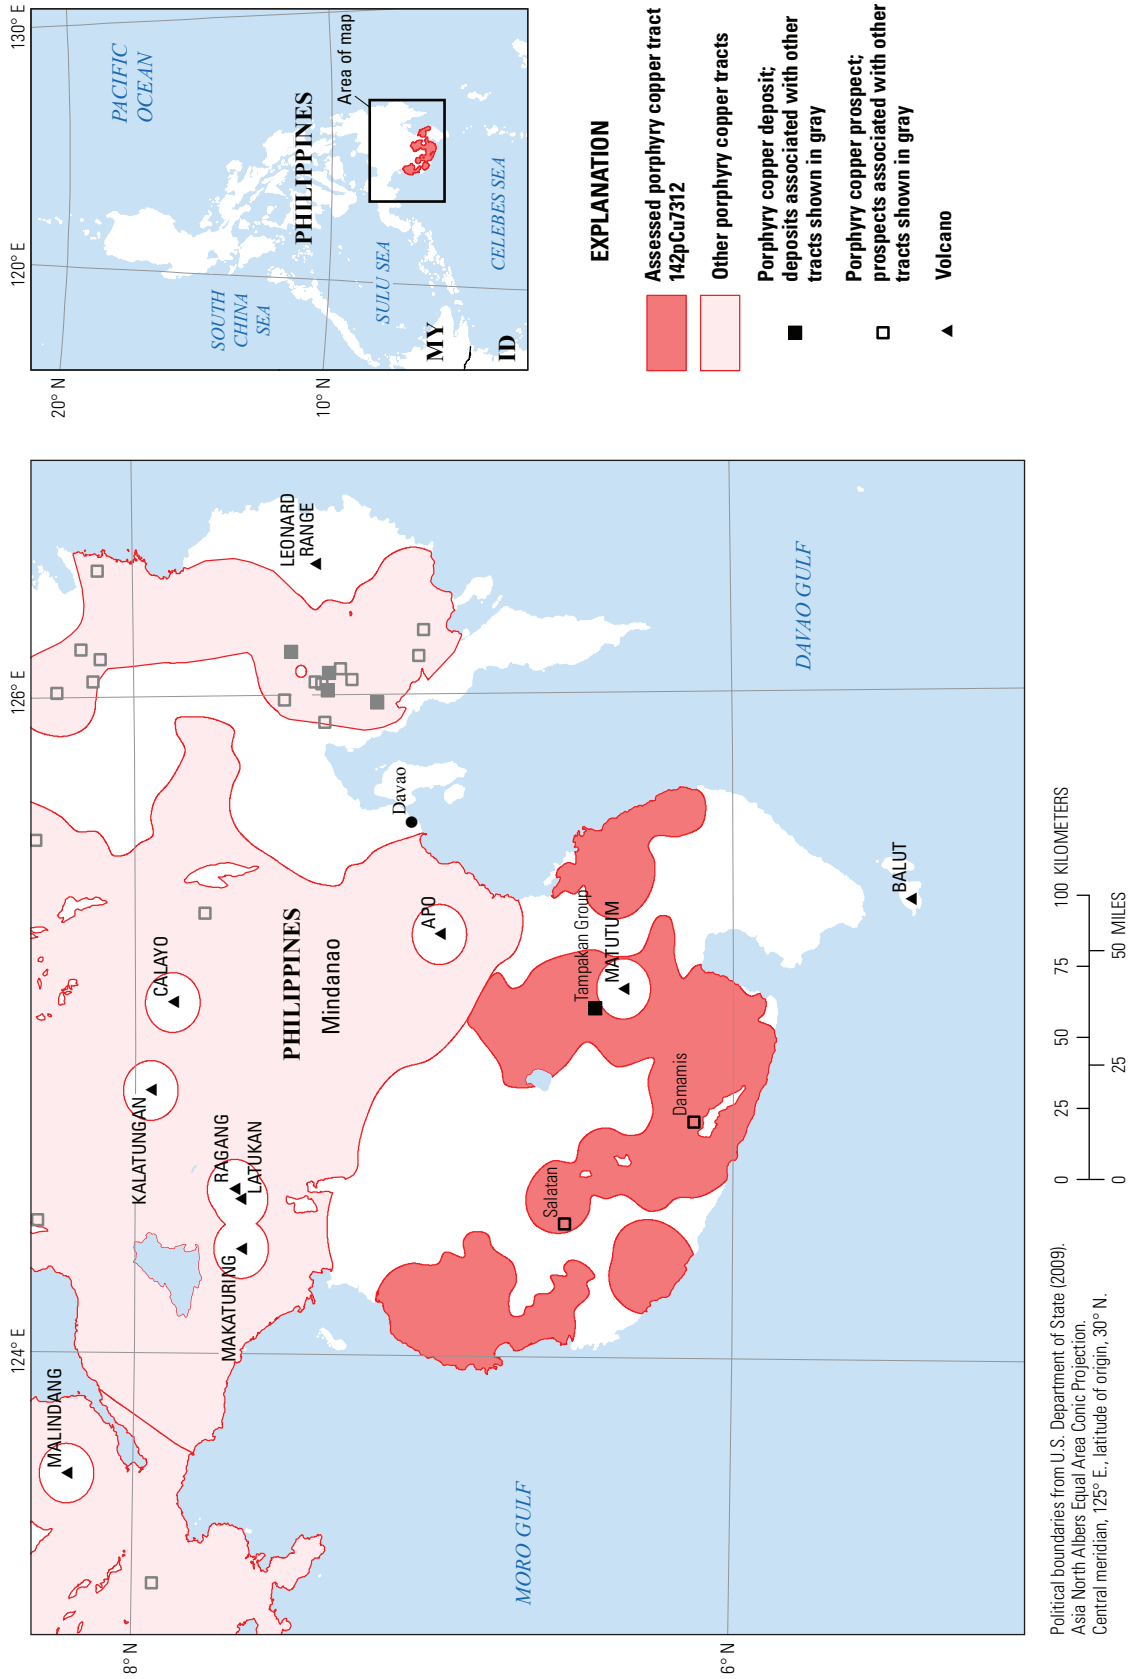 124° E
126° E
8° N
6° N
MALINDANG
KALATUNGAN
CALAYO
RAGANG
LATUKAN
MAKATURING
PHILIPPINES
Mindanao
APO
Davao
LEONARD
RANGE
Tampakan Group
MATUTUM
Damamis
Salatan
BALUT
MORO GULF
DAVAO GULF
120° E
130° E
20° N
10° N
PACIFIC
OCEAN
PHILIPPINES
Area of map
SOUTH
CHINA
SEA
SULU SEA
CELEBES SEA
MY
ID
EXPLANATION
Assessed porphyry copper tract
142pCu7312
Other porphyry copper tracts
Porphyry copper deposit;
deposits associated with other
tracts shown in gray
Porphyry copper prospect;
prospects associated with other
tracts shown in gray
Volcano
0 25 50 75 100 KILOMETERS
0 25 50 MILES
Political boundaries from U.S. Department of State (2009).
Asia North Albers Equal Area Conic Projection.
Central meridian, 125° E., latitude of origin, 30° N.